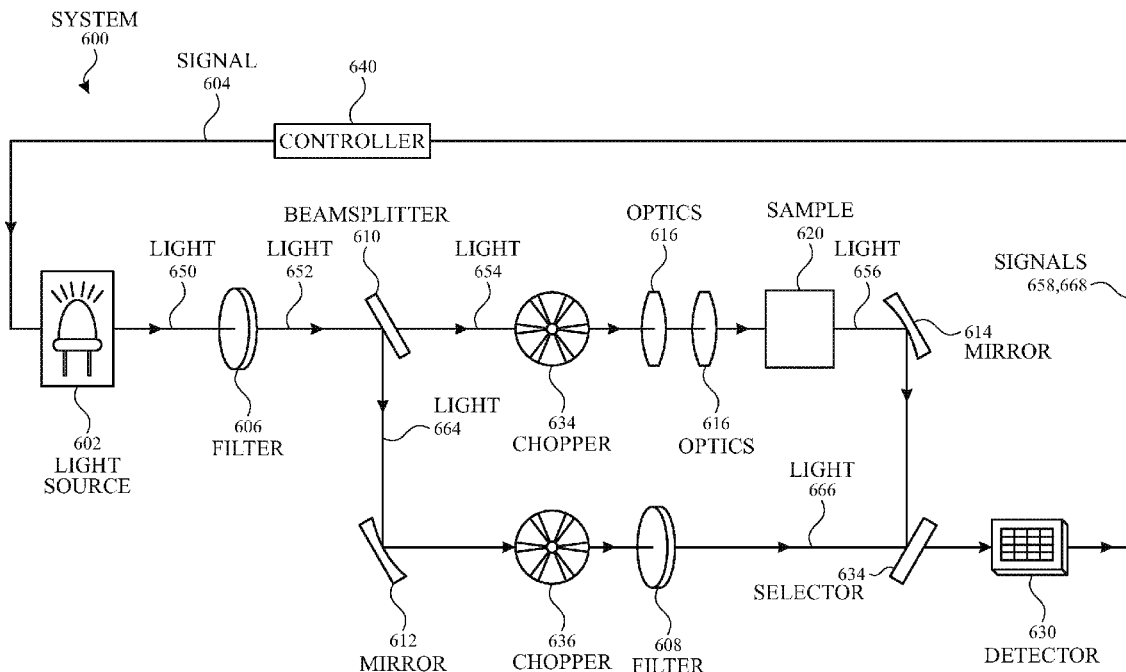 SYSTEM
600
SIGNAL
604
640
CONTROLLER
BEAMSPLITTER
610
OPTICS
616
SAMPLE
620
LIGHT
650
LIGHT
652
LIGHT
654
LIGHT
656
SIGNALS
658,668
614
MIRROR
602
LIGHT
SOURCE
606
FILTER
LIGHT
664
634
CHOPPER
616
OPTICS
LIGHT
666
612
MIRROR
636
CHOPPER
608
FILTER
634
SELECTOR
630
DETECTOR